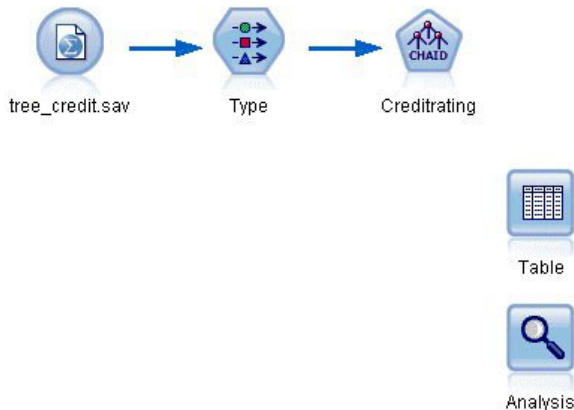 tree_credit.sav
Type
CHAID
Creditrating
Table
Analysis